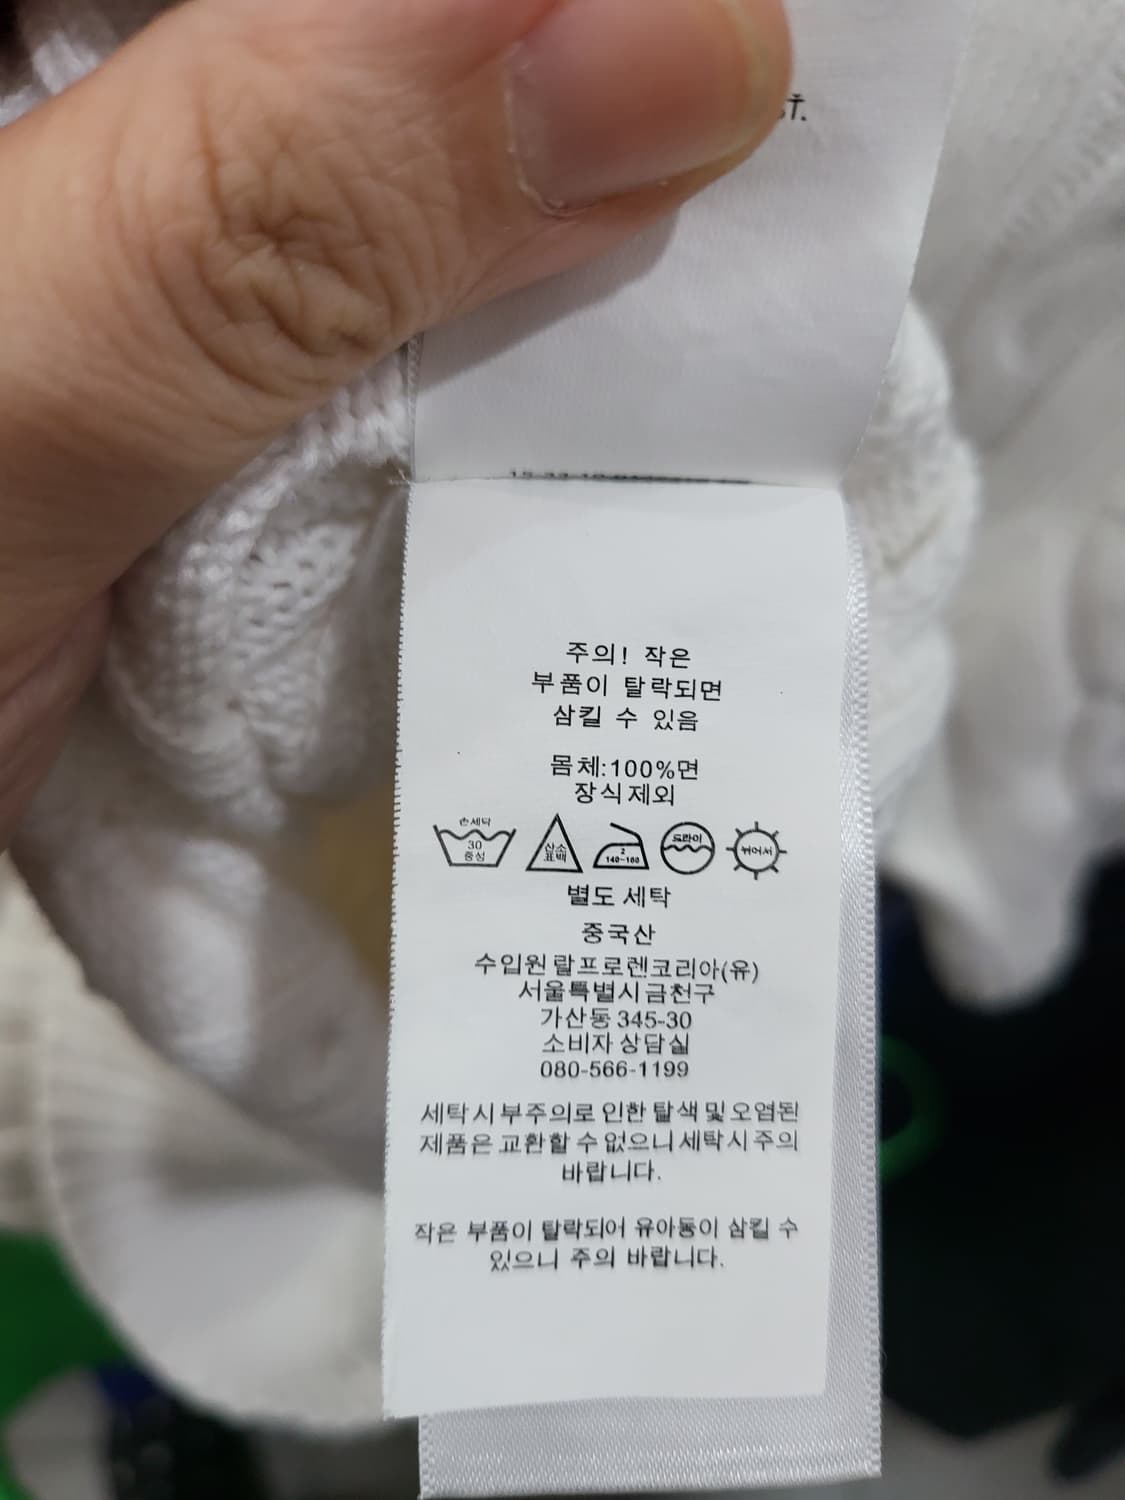 주의! 작은
부품이 탈락되면
삼킬 수 있음
몸체:100%면
장식제외
손세탁
30
중성
산소
표백
2
140~160
드라이
뉘어서
별도 세탁
중국산
수입원 랄프로렌코리아(유)
서울특별시금천구
가산동 345-30
소비자 상담실
080-566-1199
세탁시 부주의로 인한 탈색 및 오염된
제품은 교환할 수 없으니 세탁시 주의
바랍니다.
작은 부품이 탈락되어 유아동이 삼킬 수
있으니 주의 바랍니다.